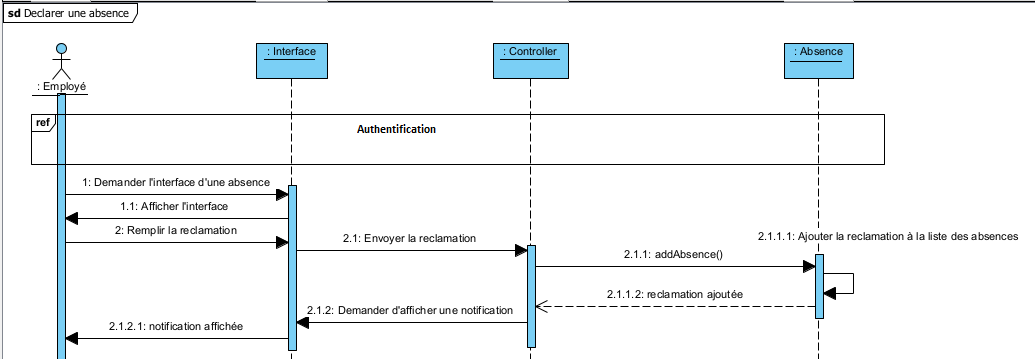 sd Declarer une absence
: Employé
: Interface
: Controller
: Absence
ref
Authentification
1: Demander l'interface d'une absence
1.1: Afficher l'interface
2: Remplir la reclamation
2.1: Envoyer la reclamation
2.1.1.1: Ajouter la reclamation à la liste des absences
2.1.1: addAbsence()
2.1.1.2: reclamation ajoutée
2.1.2: Demander d'afficher une notification
2.1.2.1: notification affichée